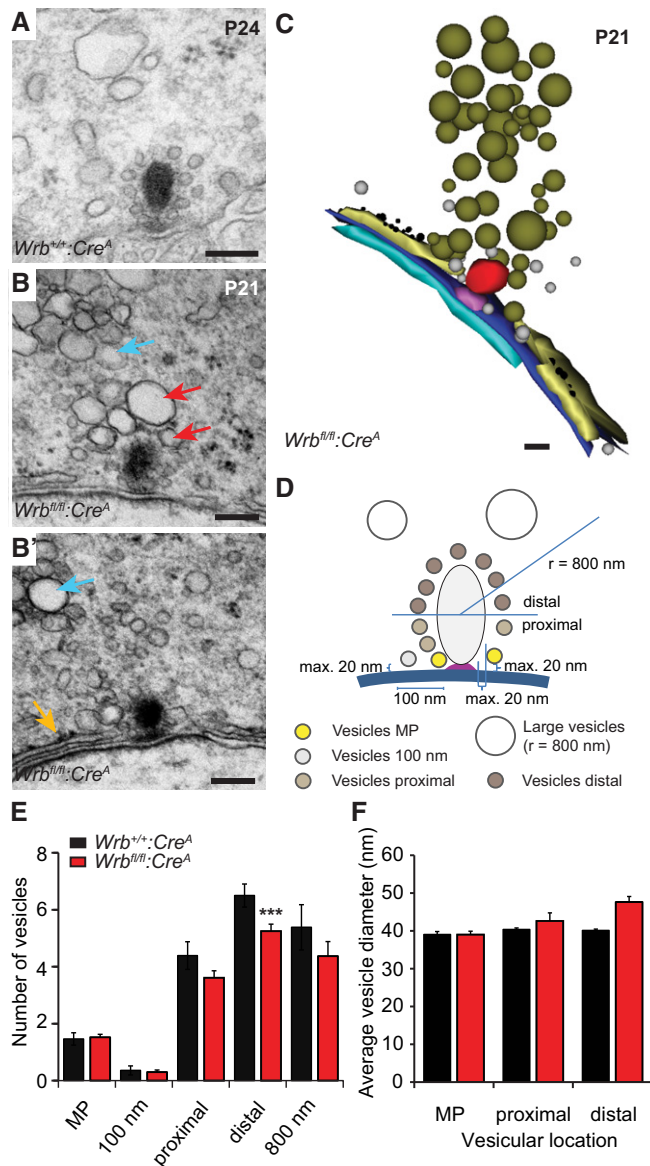 A
P24
Wrb+/+:CreA
B
P21
Wrbfl/fl:CreA
B'
Wrbfl/fl:CreA
C
P21
Wrbfl/fl:CreA
D
r = 800 nm
distal
proximal
max. 20 nm
max. 20 nm
100 nm
max. 20 nm
Vesicles MP
Large vesicles
(r = 800 nm)
Vesicles 100 nm
Vesicles proximal
Vesicles distal
E
Wrb+/+:CreA
Wrbfl/fl:CreA
Number of vesicles
8
6
4
2
0
***
MP
100 nm
proximal
distal
800 nm
F
Average vesicle diameter (nm)
60
50
40
30
20
10
0
MP
proximal
distal
Vesicular location